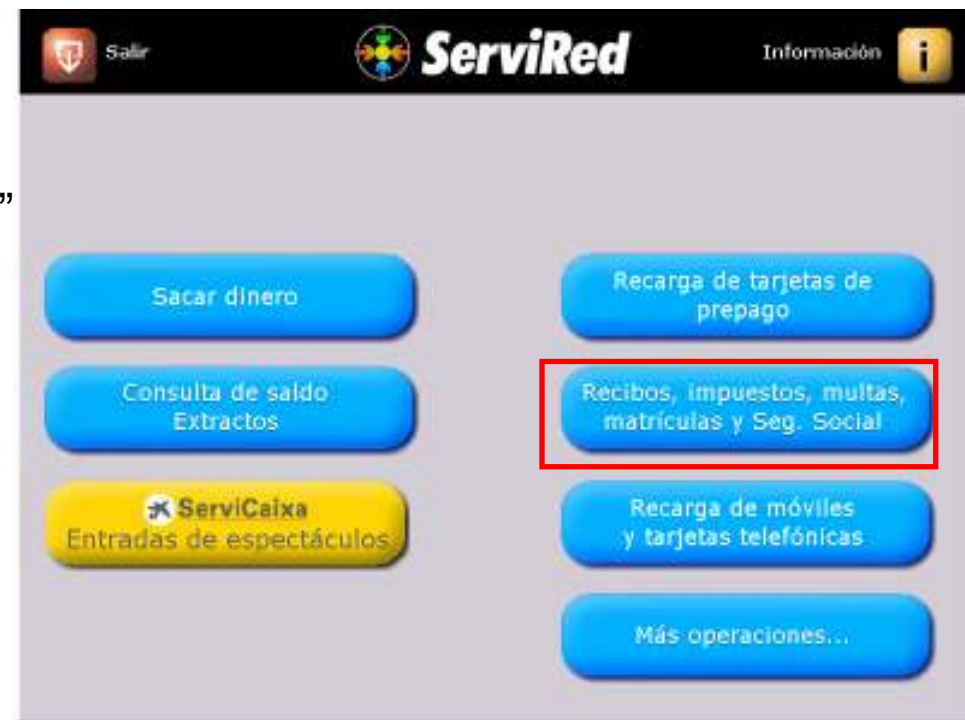 Salir
ServiRed
Información
i
”
Sacar dinero
Recarga de tarjetas de
prepago
Consulta de saldo
Extractos
Recibos, impuestos, multas,
matrículas y Seg. Social
ServiCaixa
Entradas de espectáculos
Recarga de móviles
y tarjetas telefónicas
Más operaciones...